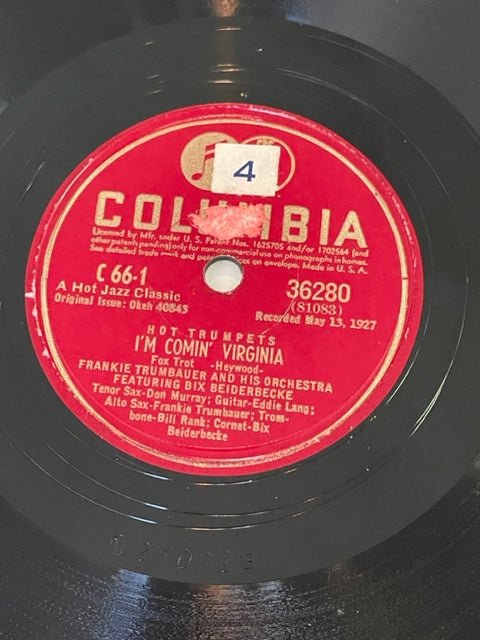 4
COLUMBIA
Licensed by Mfr. under U. S. Patent Nos. 1625705 and/or 1702564 (and
other patents pending) only for non-commercial use on phonographs in homes.
See detailed trade mark and patent notices on envelope. Made in U. S. A.
C 66-1
36280
A Hot Jazz Classic
(81083)
Original Issue: Okeh 40843
Recorded May 13, 1927
HOT TRUMPETS
I'M COMIN' VIRGINIA
Fox Trot -Heywood-
FRANKIE TRUMBAUER AND HIS ORCHESTRA
FEATURING BIX BEIDERBECKE
Tenor Sax-Don Murray; Guitar-Eddie Lang;
Alto Sax-Frankie Trumbauer; Trom-
bone-Bill Rank; Cornet-Bix
Beiderbecke